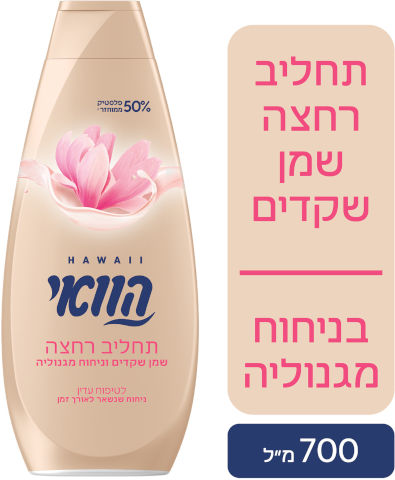 50% פלסטיק
ממוחזר
HAWAII
הוואי
תחליב רחצה
שמן שקדים וניחוח מגנוליה
לטיפוח עדין
ניחוח שנשאר לאורך זמן
תחליב
רחצה
שמן
שקדים
בניחוח
מגנוליה
700 מ״ל